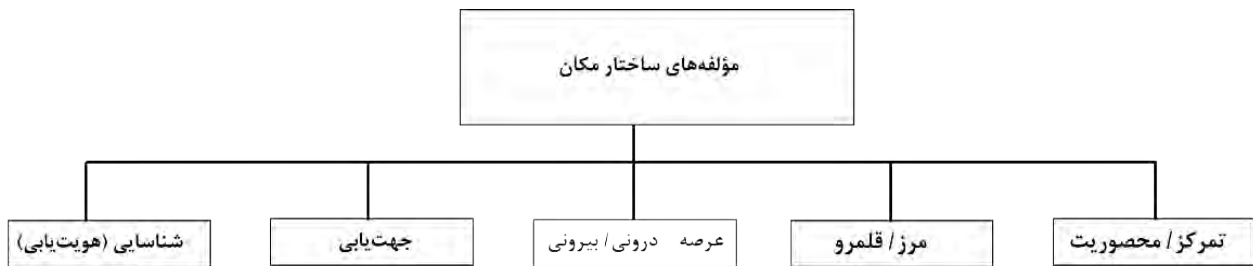 مؤلفه‌های ساختار مکان
تمرکز / محصوریت
مرز / قلمرو
عرصه درونی / بیرونی
جهت‌یابی
شناسایی (هویت‌یابی)